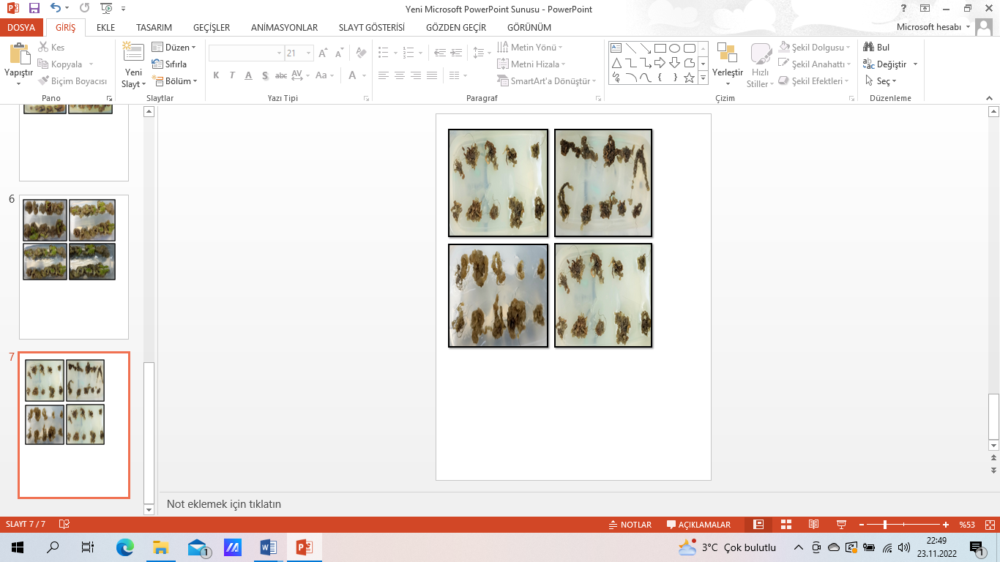 Yeni Microsoft PowerPoint Sunusu - PowerPoint
DOSYA GİRİŞ EKLE TASARIM GEÇİŞLER ANİMASYONLAR SLAYT GÖSTERİSİ GÖZDEN GEÇİR GÖRÜNÜM Microsoft hesabı
Yapıştır
Kes
Kopyala
Biçim Boyacısı
Pano
Yeni
Slayt
Düzen
Sıfırla
Bölüm
Slaytlar
21
K T A S abc AV Aa A
Yazı Tipi
Metin Yönü
Metni Hizala
SmartArt'a Dönüştür
Paragraf
Yerleştir
Hızlı
Stiller
Şekil Dolgusu
Şekil Anahattı
Şekil Efektleri
Çizim
Bul
Değiştir
Seç
Düzenleme
6
7
Not eklemek için tıklatın
SLAYT 7 / 7 NOTLAR AÇIKLAMALAR %53
1 3°C Çok bulutlu 22:49
23.11.2022 1